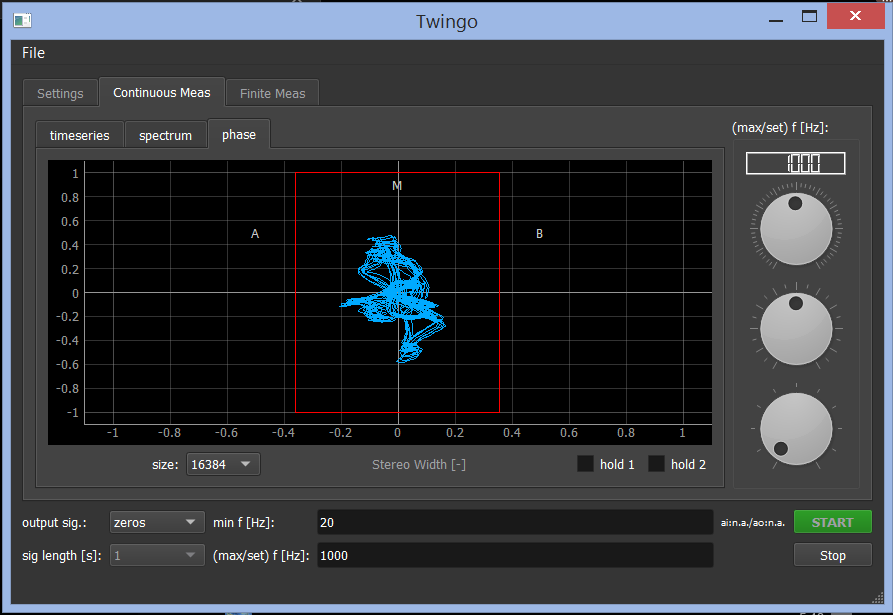 Twingo
File
Settings Continuous Meas Finite Meas
timeseries spectrum phase
(max/set) f [Hz]:
1000
1
0.8
0.6
0.4
0.2
0
-0.2
-0.4
-0.6
-0.8
-1
M
A B
-1 -0.8 -0.6 -0.4 -0.2 0 0.2 0.4 0.6 0.8 1
size: 16384 Stereo Width [-] hold 1 hold 2
output sig.: zeros min f [Hz]: 20 ai:n.a./ao:n.a. START
sig length [s]: 1 (max/set) f [Hz]: 1000 Stop